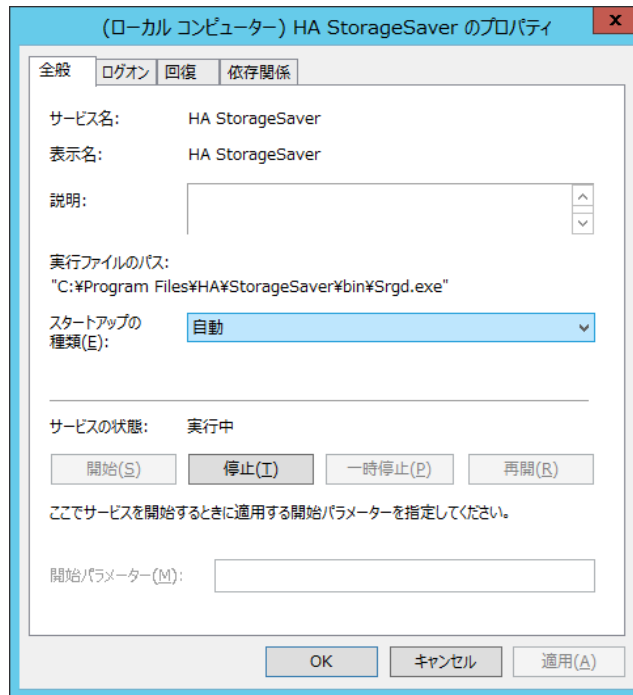 (ローカル コンピューター) HA StorageSaver のプロパティ
x
全般 ログオン 回復 依存関係
サービス名: HA StorageSaver
表示名: HA StorageSaver
説明:
実行ファイルのパス:
"C:¥Program Files¥HA¥StorageSaver¥bin¥Srgd.exe"
スタートアップの
種類(E): 自動
サービスの状態: 実行中
開始(S) 停止(T) 一時停止(P) 再開(R)
ここでサービスを開始するときに適用する開始パラメーターを指定してください。
開始パラメーター(M):
OK キャンセル 適用(A)